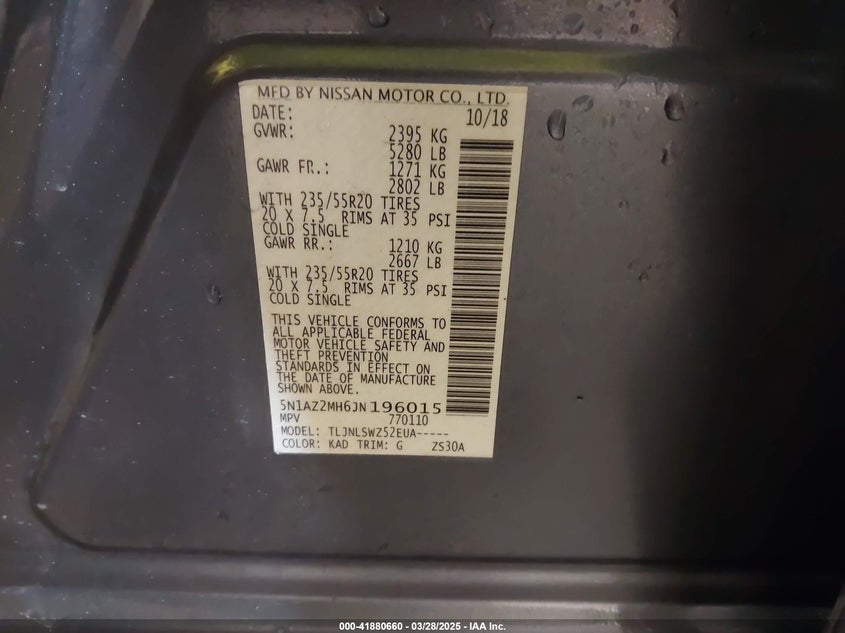 MFD BY NISSAN MOTOR CO., LTD.
DATE: 10/18
GVWR: 2395 KG
5280 LB
GAWR FR.: 1271 KG
2802 LB
WITH 235/55R20 TIRES
20 X 7.5 RIMS AT 35 PSI
COLD SINGLE
GAWR RR.: 1210 KG
2667 LB
WITH 235/55R20 TIRES
20 X 7.5 RIMS AT 35 PSI
COLD SINGLE
THIS VEHICLE CONFORMS TO
ALL APPLICABLE FEDERAL
MOTOR VEHICLE SAFETY AND
THEFT PREVENTION
STANDARDS IN EFFECT ON
THE DATE OF MANUFACTURE
SHOWN ABOVE.
5N1AZ2MH6JN196015
MPV 770110
MODEL: TLJNLSWZ52EUA-----
COLOR: KAD TRIM: G ZS30A
000-41880660 - 03/28/2025 - IAA Inc.